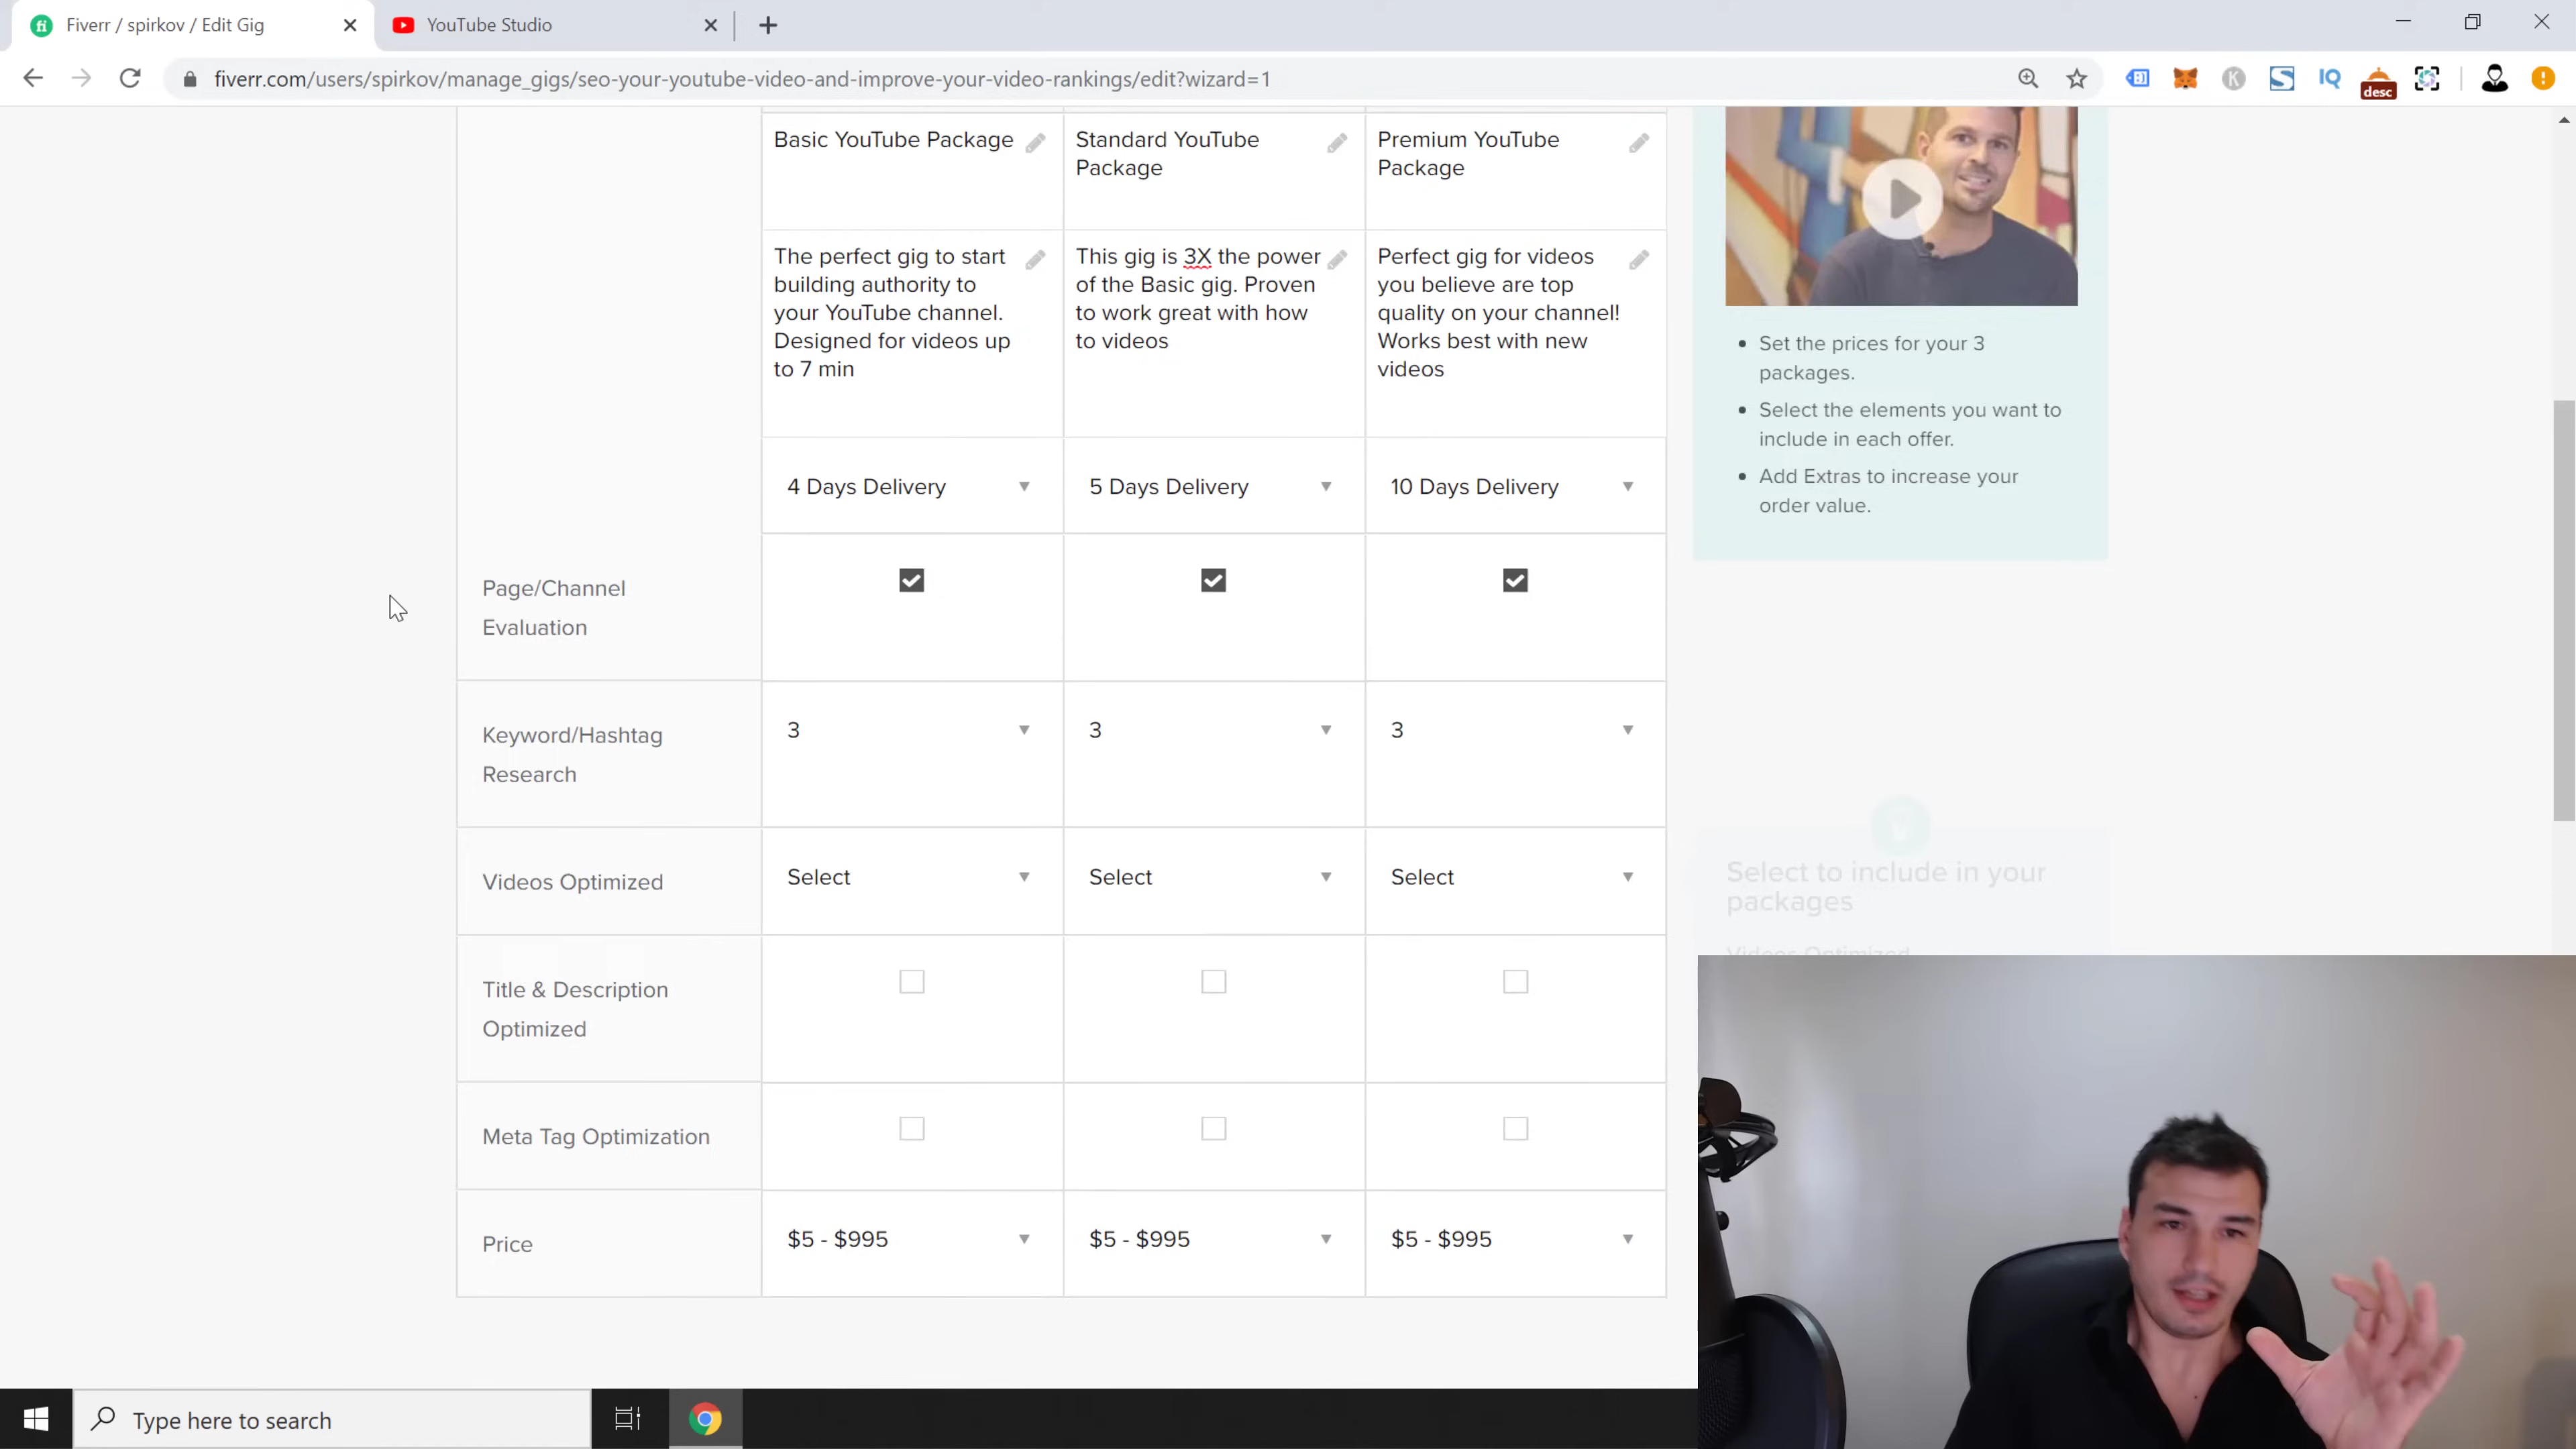 Fiverr / spirkov / Edit Gig
YouTube Studio
fiverr.com/users/spirkov/manage_gigs/seo-your-youtube-video-and-improve-your-video-rankings/edit?wizard=1
K
IQ
desc
Basic YouTube Package
Standard YouTube
Package
Premium YouTube
Package
The perfect gig to start
building authority to
your YouTube channel.
Designed for videos up
to 7 min
This gig is 3X the power
of the Basic gig. Proven
to work great with how
to videos
Perfect gig for videos
you believe are top
quality on your channel!
Works best with new
videos
4 Days Delivery
5 Days Delivery
10 Days Delivery
Page/Channel
Evaluation
Keyword/Hashtag
Research
3
3
3
Videos Optimized
Select
Select
Select
Title & Description
Optimized
Meta Tag Optimization
Price
$5 - $995
$5 - $995
$5 - $995
Set the prices for your 3
packages.
Select the elements you want to
include in each offer.
Add Extras to increase your
order value.
Select to include in your
packages
Videos Optimized
Type here to search